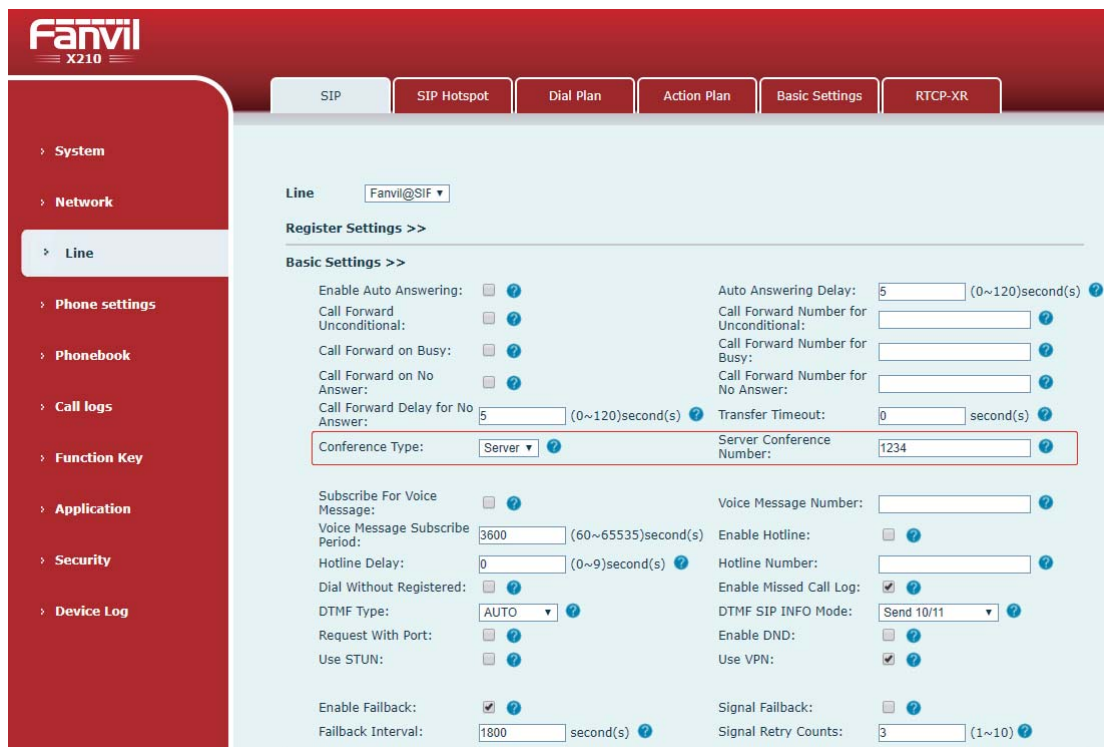 Fanvil
X210
SIP
SIP Hotspot
Dial Plan
Action Plan
Basic Settings
RTCP-XR
› System
› Network
› Line
› Phone settings
› Phonebook
› Call logs
› Function Key
› Application
› Security
› Device Log
Line Fanvil@SIF
Register Settings >>
Basic Settings >>
Enable Auto Answering: Auto Answering Delay: 5 (0~120)second(s)
Call Forward Unconditional: Call Forward Number for Unconditional:
Call Forward on Busy: Call Forward Number for Busy:
Call Forward on No Answer: Call Forward Number for No Answer:
Call Forward Delay for No Answer: 5 (0~120)second(s) Transfer Timeout: 0 second(s)
Conference Type: Server Server Conference Number: 1234
Subscribe For Voice Message: Voice Message Number:
Voice Message Subscribe Period: 3600 (60~65535)second(s) Enable Hotline:
Hotline Delay: 0 (0~9)second(s) Hotline Number:
Dial Without Registered: Enable Missed Call Log:
DTMF Type: AUTO DTMF SIP INFO Mode: Send 10/11
Request With Port: Enable DND:
Use STUN: Use VPN:
Enable Failback: Signal Failback:
Failback Interval: 1800 second(s) Signal Retry Counts: 3 (1~10)